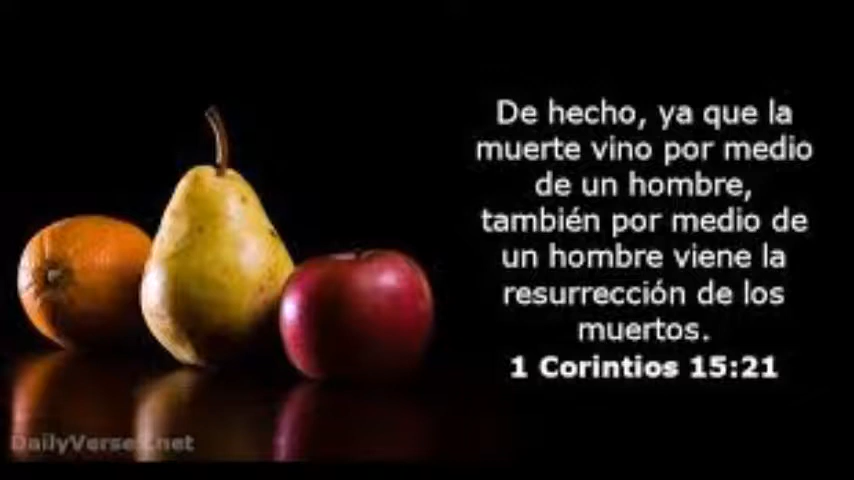 De hecho, ya que la
muerte vino por medio
de un hombre,
también por medio de
un hombre viene la
resurrección de los
muertos.
1 Corintios 15:21
DailyVerses.net